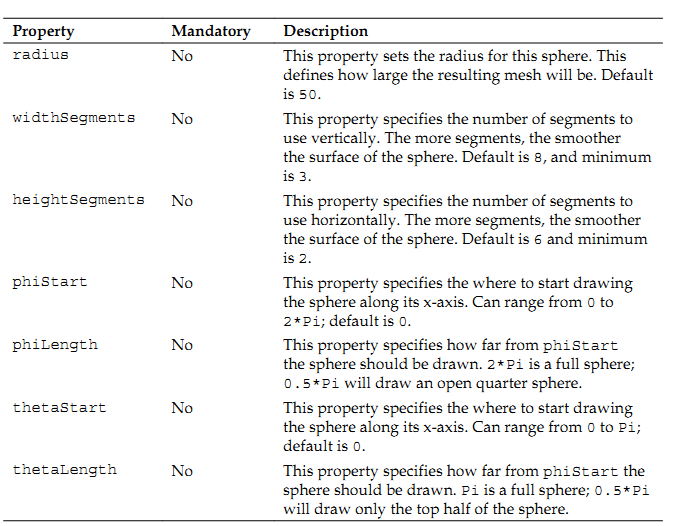 Property Mandatory Description
radius No This property sets the radius for this sphere. This
defines how large the resulting mesh will be. Default
is 50.
widthSegments No This property specifies the number of segments to
use vertically. The more segments, the smoother
the surface of the sphere. Default is 8, and minimum
is 3.
heightSegments No This property specifies the number of segments to
use horizontally. The more segments, the smoother
the surface of the sphere. Default is 6 and minimum
is 2.
phiStart No This property specifies the where to start drawing
the sphere along its x-axis. Can range from 0 to
2*Pi; default is 0.
phiLength No This property specifies how far from phiStart
the sphere should be drawn. 2*Pi is a full sphere;
0.5*Pi will draw an open quarter sphere.
thetaStart No This property specifies the where to start drawing
the sphere along its x-axis. Can range from 0 to Pi;
default is 0.
thetaLength No This property specifies how far from phiStart the
sphere should be drawn. Pi is a full sphere; 0.5*Pi
will draw only the top half of the sphere.